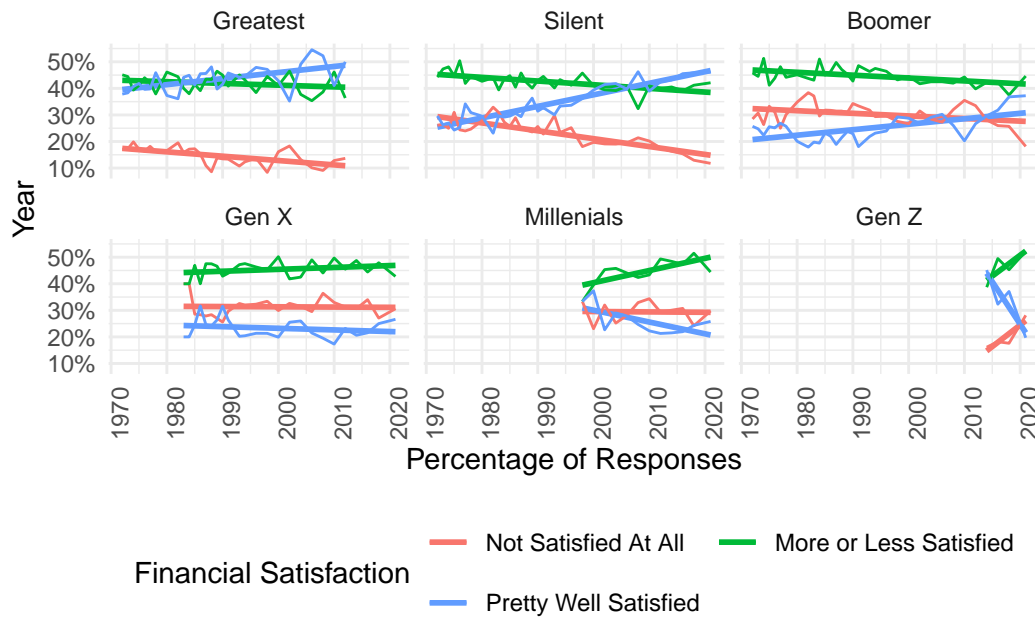 Greatest Silent Boomer
50%
40%
30%
20%
10%
Gen X Millenials Gen Z
50%
40%
30%
20%
10%
Year
1970 1980 1990 2000 2010 2020 1970 1980 1990 2000 2010 2020 1970 1980 1990 2000 2010 2020
Percentage of Responses
Financial Satisfaction
Not Satisfied At All More or Less Satisfied
Pretty Well Satisfied